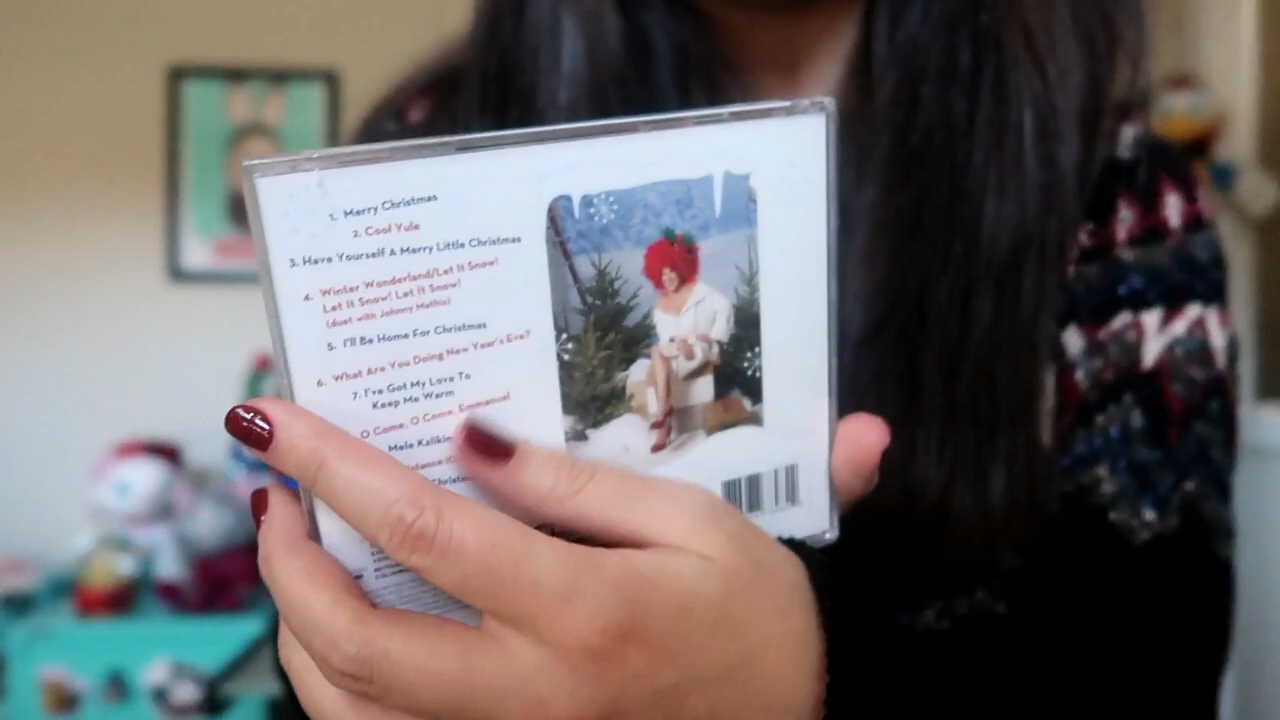 1. Merry Christmas
2. Cool Yule
3. Have Yourself A Merry Little Christmas
4. Winter Wonderland/Let It Snow!
Let It Snow! Let It Snow!
(duet with Johnny Mathis)
5. I'll Be Home For Christmas
6. What Are You Doing New Year's Eve?
7. I've Got My Love To
Keep Me Warm
O Come, O Come, Emmanuel
Mele Kalikim
Christm